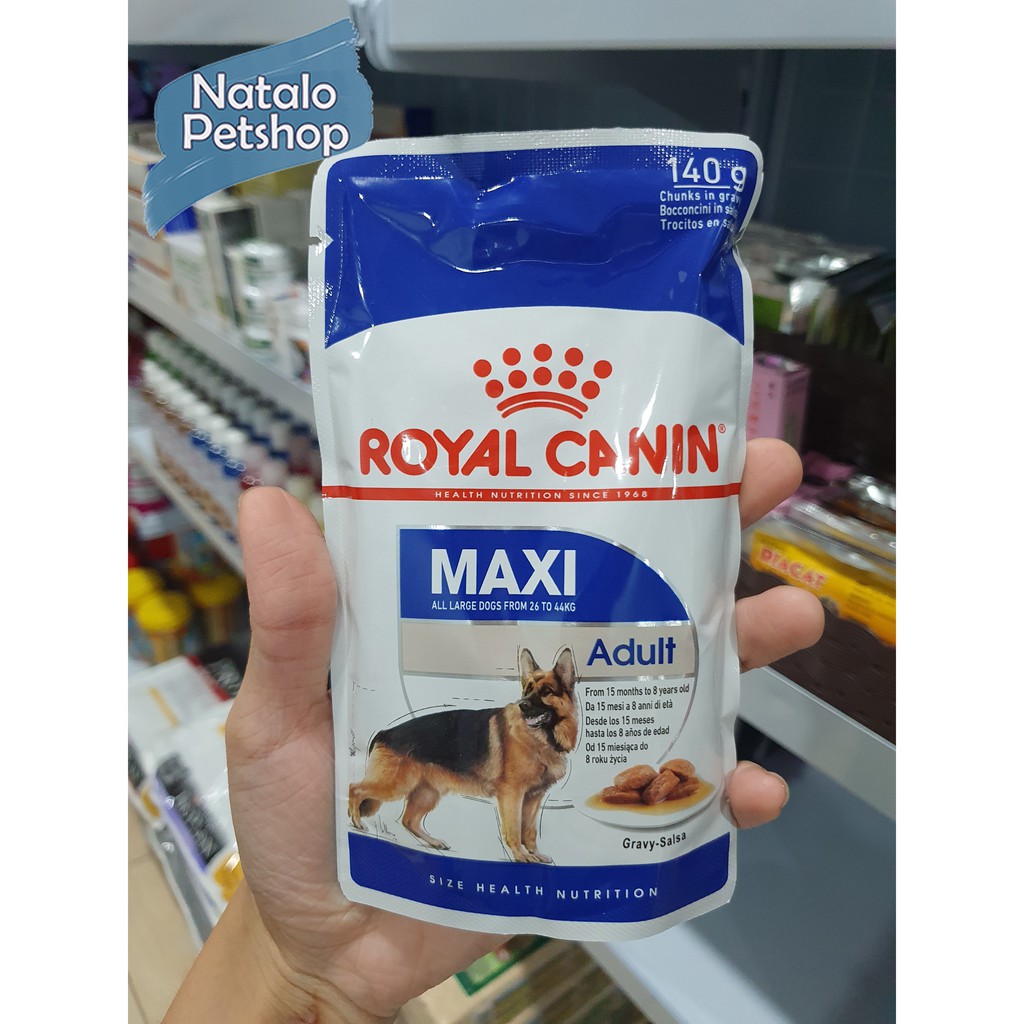 Natalo
Petshop
140 g
Chunks in
Bocconcini in
Trocitos en
ROYAL CANIN®
HEALTH NUTRITION SINCE 1968
MAXI
ALL LARGE DOGS FROM 26 TO 44KG
Adult
From 15 months to 8 years old
Da 15 mesi a 8 anni di età
Desde los 15 meses
hasta los 8 años de edad
Od 15 miesiąca do
8 roku życia
Gravy-Salsa
SIZE HEALTH NUTRITION